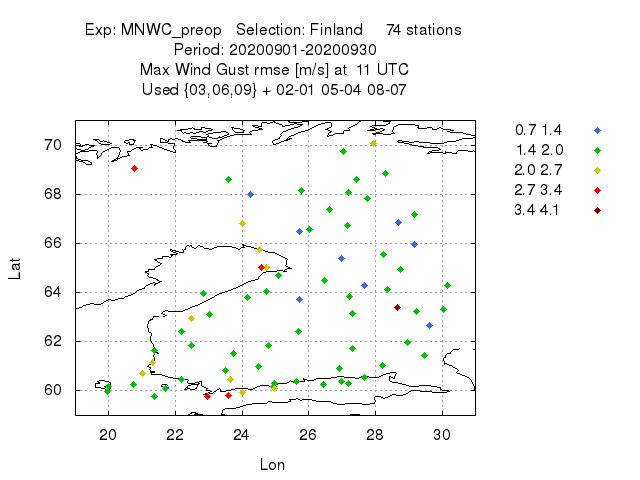 Exp: MNWC_preop   Selection: Finland     74 stations
Period: 20200901-20200930
Max Wind Gust rmse [m/s] at  11 UTC
Used {03,06,09} + 02-01 05-04 08-07
0.7 1.4
1.4 2.0
2.0 2.7
2.7 3.4
3.4 4.1
70
68
66
64
62
60
Lat
20 22 24 26 28 30
Lon